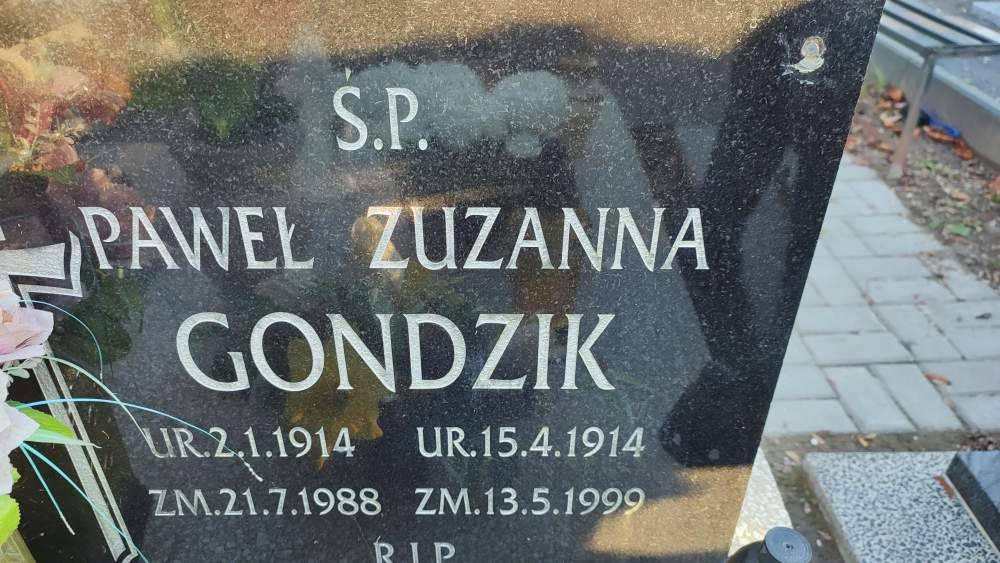 Ś.P.
PAWEŁ ZUZANNA
GONDZIK
UR.2.1.1914 UR.15.4.1914
ZM.21.7.1988 ZM.13.5.1999
R.I.P.